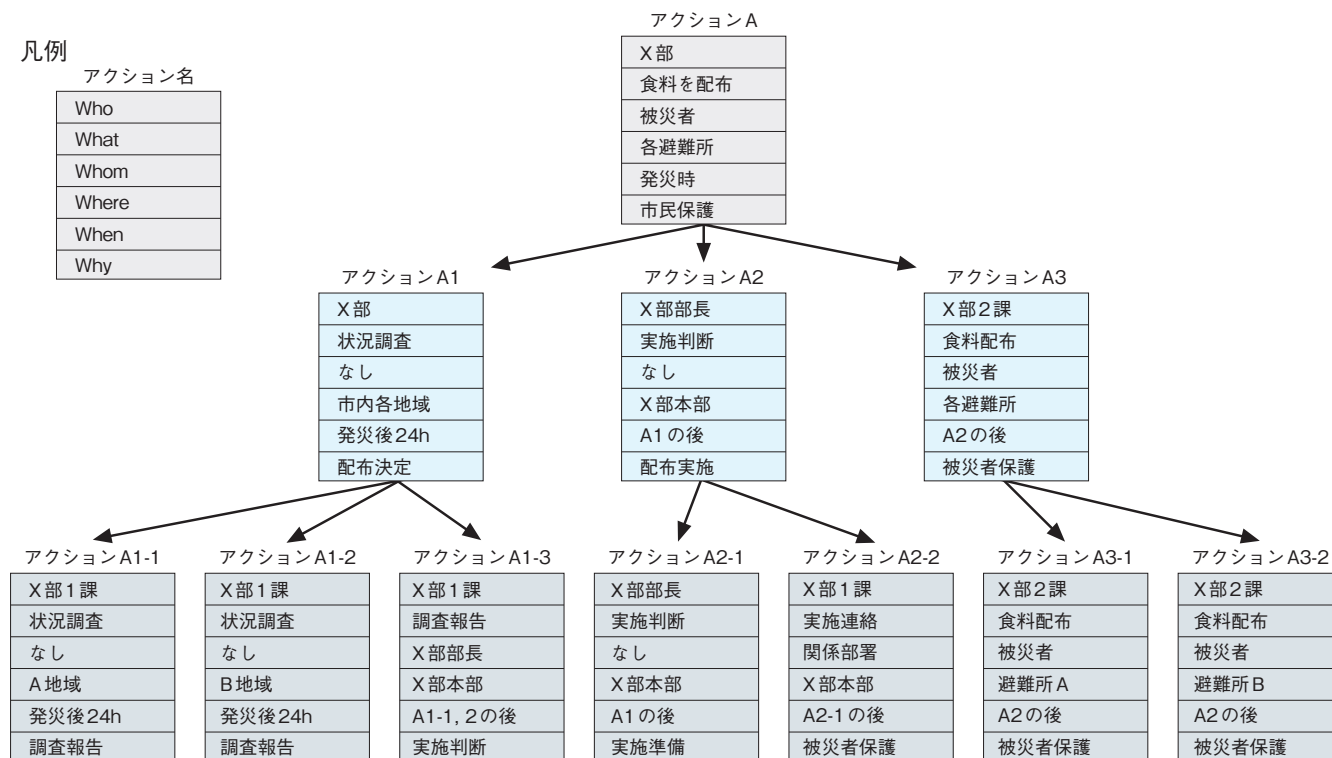 凡例
アクション名
Who
What
Whom
Where
When
Why
アクションA
X部
食料を配布
被災者
各避難所
発災時
市民保護
アクションA1
X部
状況調査
なし
市内各地域
発災後24h
配布決定
アクションA2
X部部長
実施判断
なし
X部本部
A1の後
配布実施
アクションA3
X部2課
食料配布
被災者
各避難所
A2の後
被災者保護
アクションA1-1
X部1課
状況調査
なし
A地域
発災後24h
調査報告
アクションA1-2
X部1課
状況調査
なし
B地域
発災後24h
調査報告
アクションA1-3
X部1課
調査報告
X部部長
X部本部
A1-1, 2の後
実施判断
アクションA2-1
X部部長
実施判断
なし
X部本部
A1の後
実施準備
アクションA2-2
X部1課
実施連絡
関係部署
X部本部
A2-1の後
被災者保護
アクションA3-1
X部2課
食料配布
被災者
避難所A
A2の後
被災者保護
アクションA3-2
X部2課
食料配布
被災者
避難所B
A2の後
被災者保護